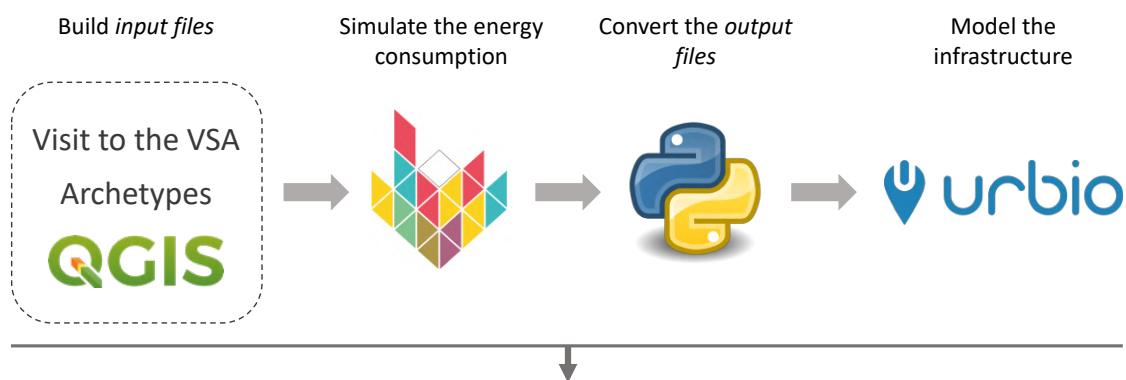 Build input files
Simulate the energy
consumption
Convert the output
files
Model the
infrastructure
Visit to the VSA
Archetypes
QGIS
urbio